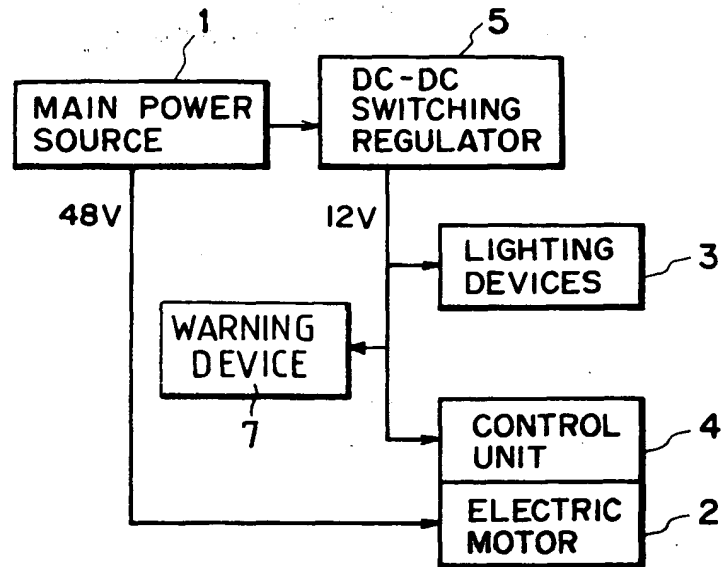 1
5
MAIN POWER
SOURCE
DC-DC
SWITCHING
REGULATOR
48V
12V
LIGHTING
DEVICES
3
WARNING
DEVICE
7
CONTROL
UNIT
4
ELECTRIC
MOTOR
2